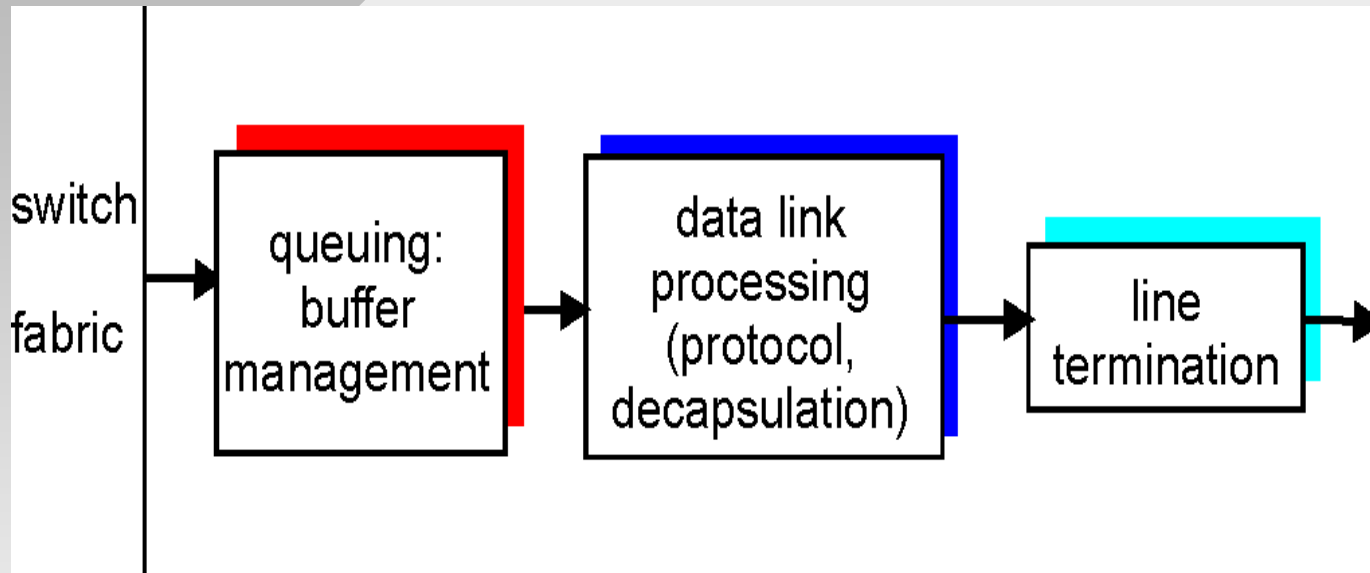 switch
fabric
queuing:
buffer
management
data link
processing
(protocol,
decapsulation)
line
termination